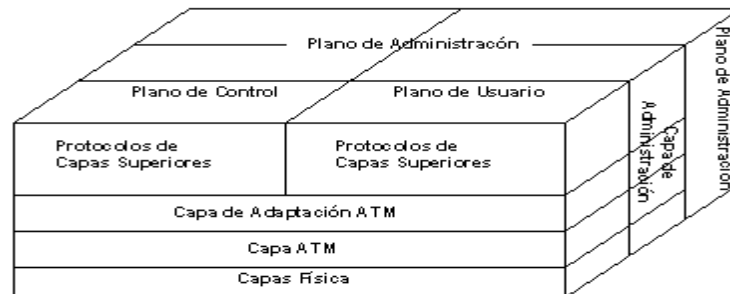 Plano de Administracón
Plano de Control
Plano de Usuario
Protocolos de
Capas Superiores
Protocolos de
Capas Superiores
Capa de Adaptación ATM
Capa ATM
Capas Física
Capa de
Administración
Plano de Administración